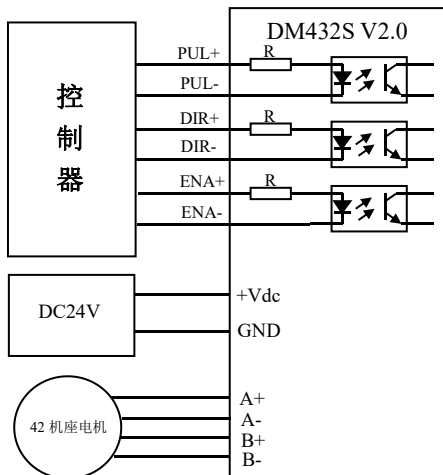 DM432S V2.0
控
制
器
PUL+
R
PUL-
DIR+
R
DIR-
ENA+
R
ENA-
DC24V
+Vdc
GND
42 机座电机
A+
A-
B+
B-